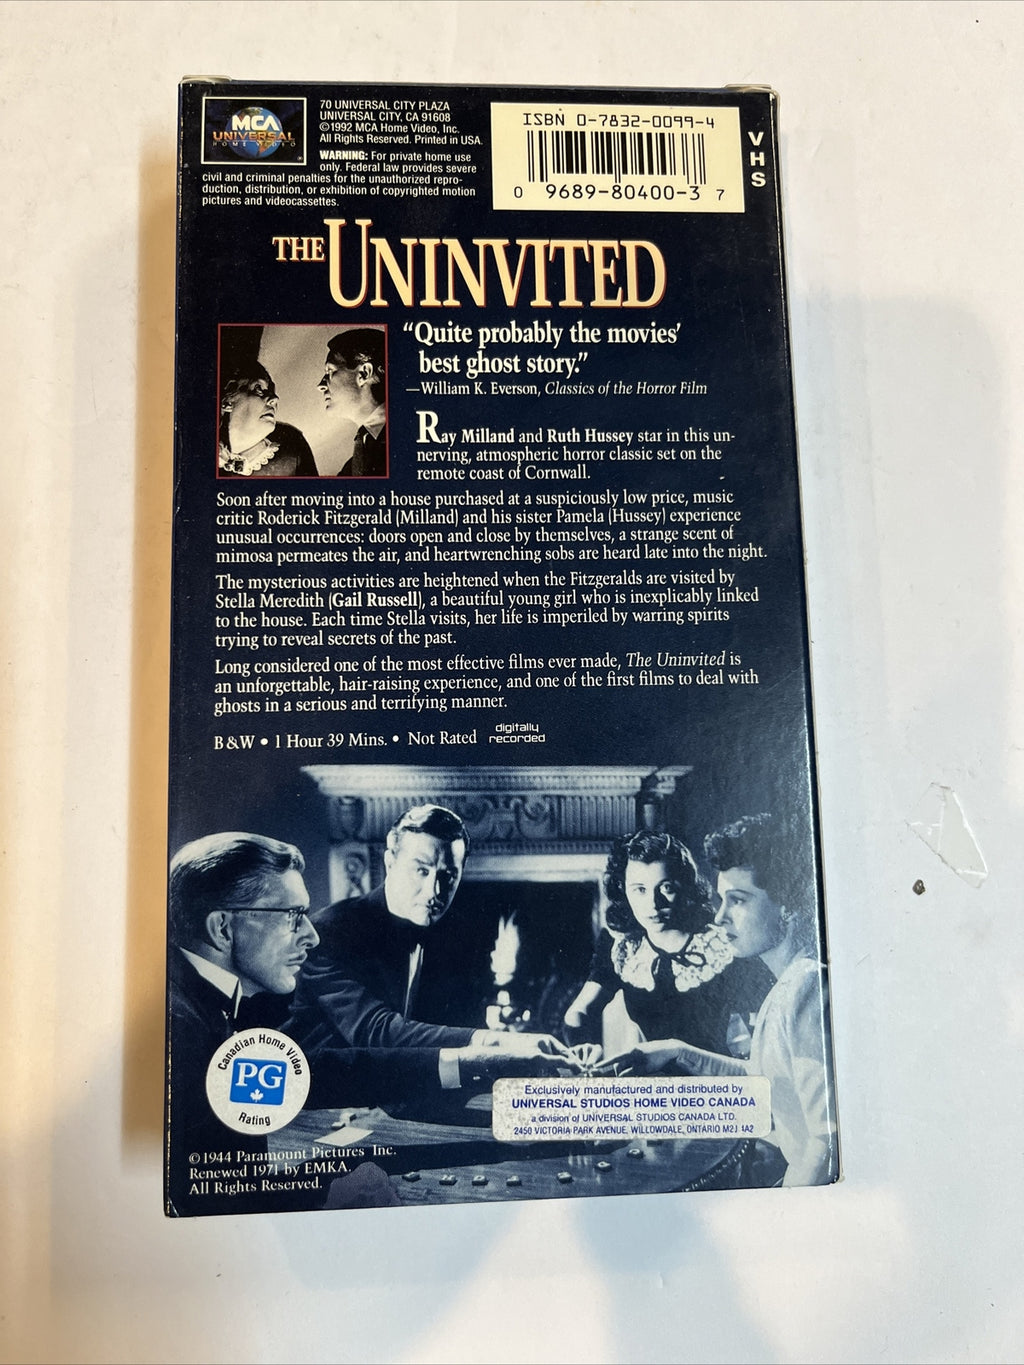 MCA
UNIVERSAL
HOME VIDEO
®
70 UNIVERSAL CITY PLAZA
UNIVERSAL CITY, CA 91608
©1992 MCA Home Video, Inc.
All Rights Reserved. Printed in USA.
WARNING: For private home use
only. Federal law provides severe
civil and criminal penalties for the unauthorized repro-
duction, distribution, or exhibition of copyrighted motion
pictures and videocassettes.
ISBN 0-7832-0099-4
0 9689-80400-3 7
VHS
THE UNINVITED
“Quite probably the movies’
best ghost story.”
—William K. Everson, Classics of the Horror Film
Ray Milland and Ruth Hussey star in this un-
nerving, atmospheric horror classic set on the
remote coast of Cornwall.
Soon after moving into a house purchased at a suspiciously low price, music
critic Roderick Fitzgerald (Milland) and his sister Pamela (Hussey) experience
unusual occurrences: doors open and close by themselves, a strange scent of
mimosa permeates the air, and heartwrenching sobs are heard late into the night.
The mysterious activities are heightened when the Fitzgeralds are visited by
Stella Meredith (Gail Russell), a beautiful young girl who is inexplicably linked
to the house. Each time Stella visits, her life is imperiled by warring spirits
trying to reveal secrets of the past.
Long considered one of the most effective films ever made, The Uninvited is
an unforgettable, hair-raising experience, and one of the first films to deal with
ghosts in a serious and terrifying manner.
B&W • 1 Hour 39 Mins. • Not Rated
digitally
recorded
Canadian Home Video
PG
Rating
Exclusively manufactured and distributed by
UNIVERSAL STUDIOS HOME VIDEO CANADA
a division of UNIVERSAL STUDIOS CANADA LTD.
2450 VICTORIA PARK AVENUE, WILLOWDALE, ONTARIO M2J 1A2
©1944 Paramount Pictures Inc.
Renewed 1971 by EMKA.
All Rights Reserved.